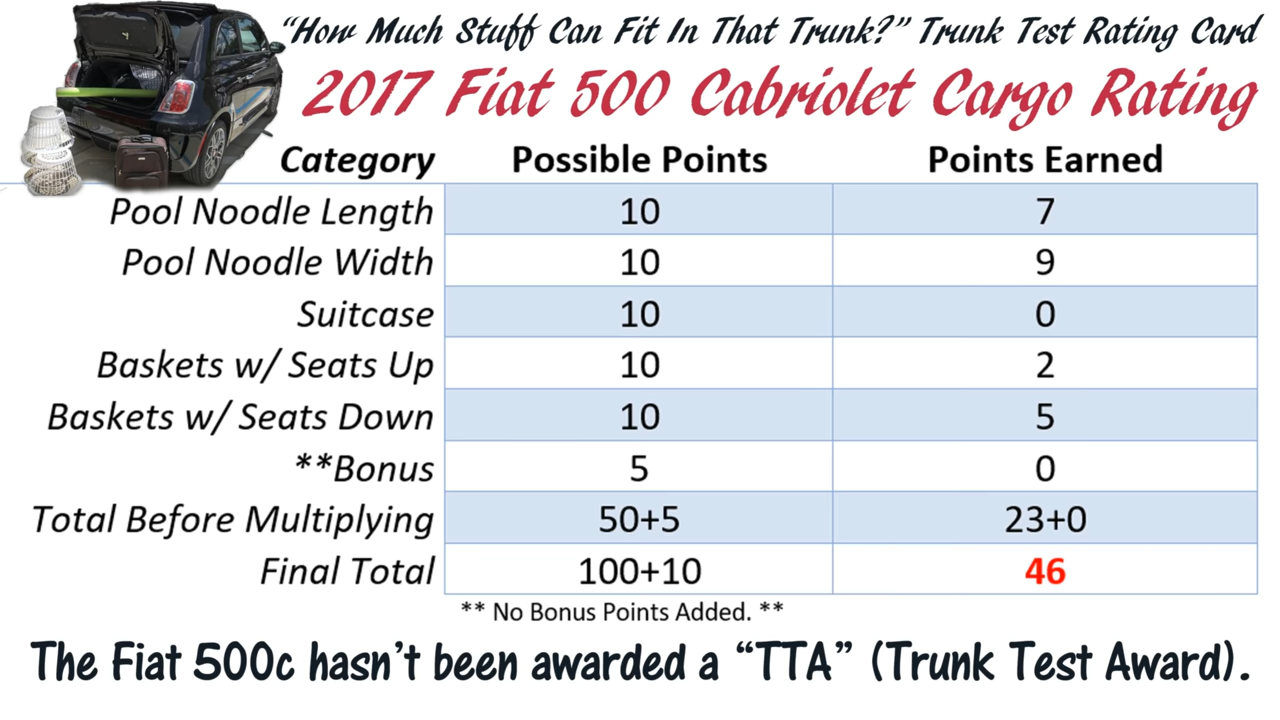 “How Much Stuff Can Fit In That Trunk?” Trunk Test Rating Card
2017 Fiat 500 Cabriolet Cargo Rating
Category Possible Points Points Earned
Pool Noodle Length 10 7
Pool Noodle Width 10 9
Suitcase 10 0
Baskets w/ Seats Up 10 2
Baskets w/ Seats Down 10 5
**Bonus 5 0
Total Before Multiplying 50+5 23+0
Final Total 100+10 46
** No Bonus Points Added. **
The Fiat 500c hasn’t been awarded a “TTA” (Trunk Test Award).